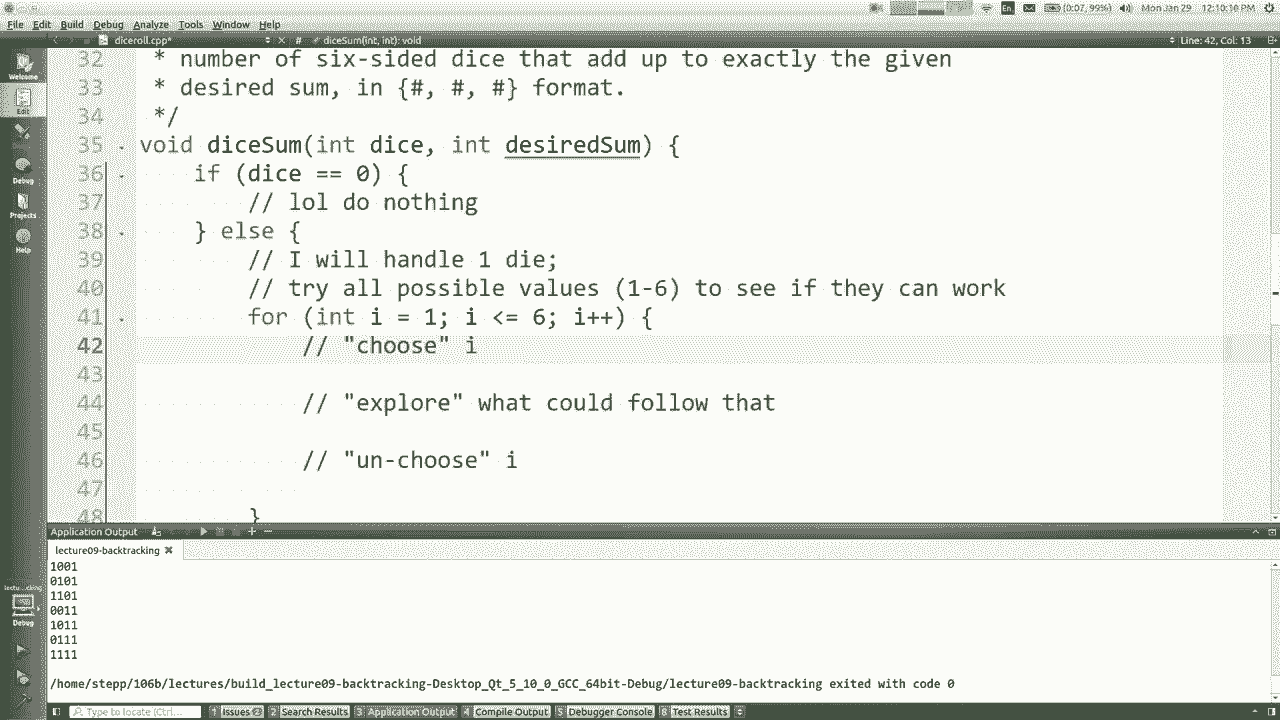 File Edit Build Debug Analyze Tools Window Help
En (0:07, 99%) Mon Jan 29 12:10:16 PM
diceroll.cpp* # diceSum(int, int): void Line: 42, Col: 13
Welcome
Edit
Debug
Projects
Help
32 * number of six-sided dice that add up to exactly the given
33 * desired sum, in {#, #, #} format.
34 */
35 void diceSum(int dice, int desiredSum) {
36 if (dice == 0) {
37 // lol do nothing
38 } else {
39 // I will handle 1 die;
40 // try all possible values (1-6) to see if they can work
41 for (int i = 1; i <= 6; i++) {
42 // "choose" i
43
44 // "explore" what could follow that
45
46 // "un-choose" i
47
48 }
Application Output
lecture09-backtracking
1001
0101
1101
0011
1011
0111
1111
/home/stepp/106b/lectures/build_lecture09-backtracking-Desktop_Qt_5_10_0_GCC_64bit-Debug/lecture09-backtracking exited with code 0
lectu...cking
Debug
Type to locate (Ctrl... 1 Issues 2 Search Results 3 Application Output 4 Compile Output 5 Debugger Console 8 Test Results